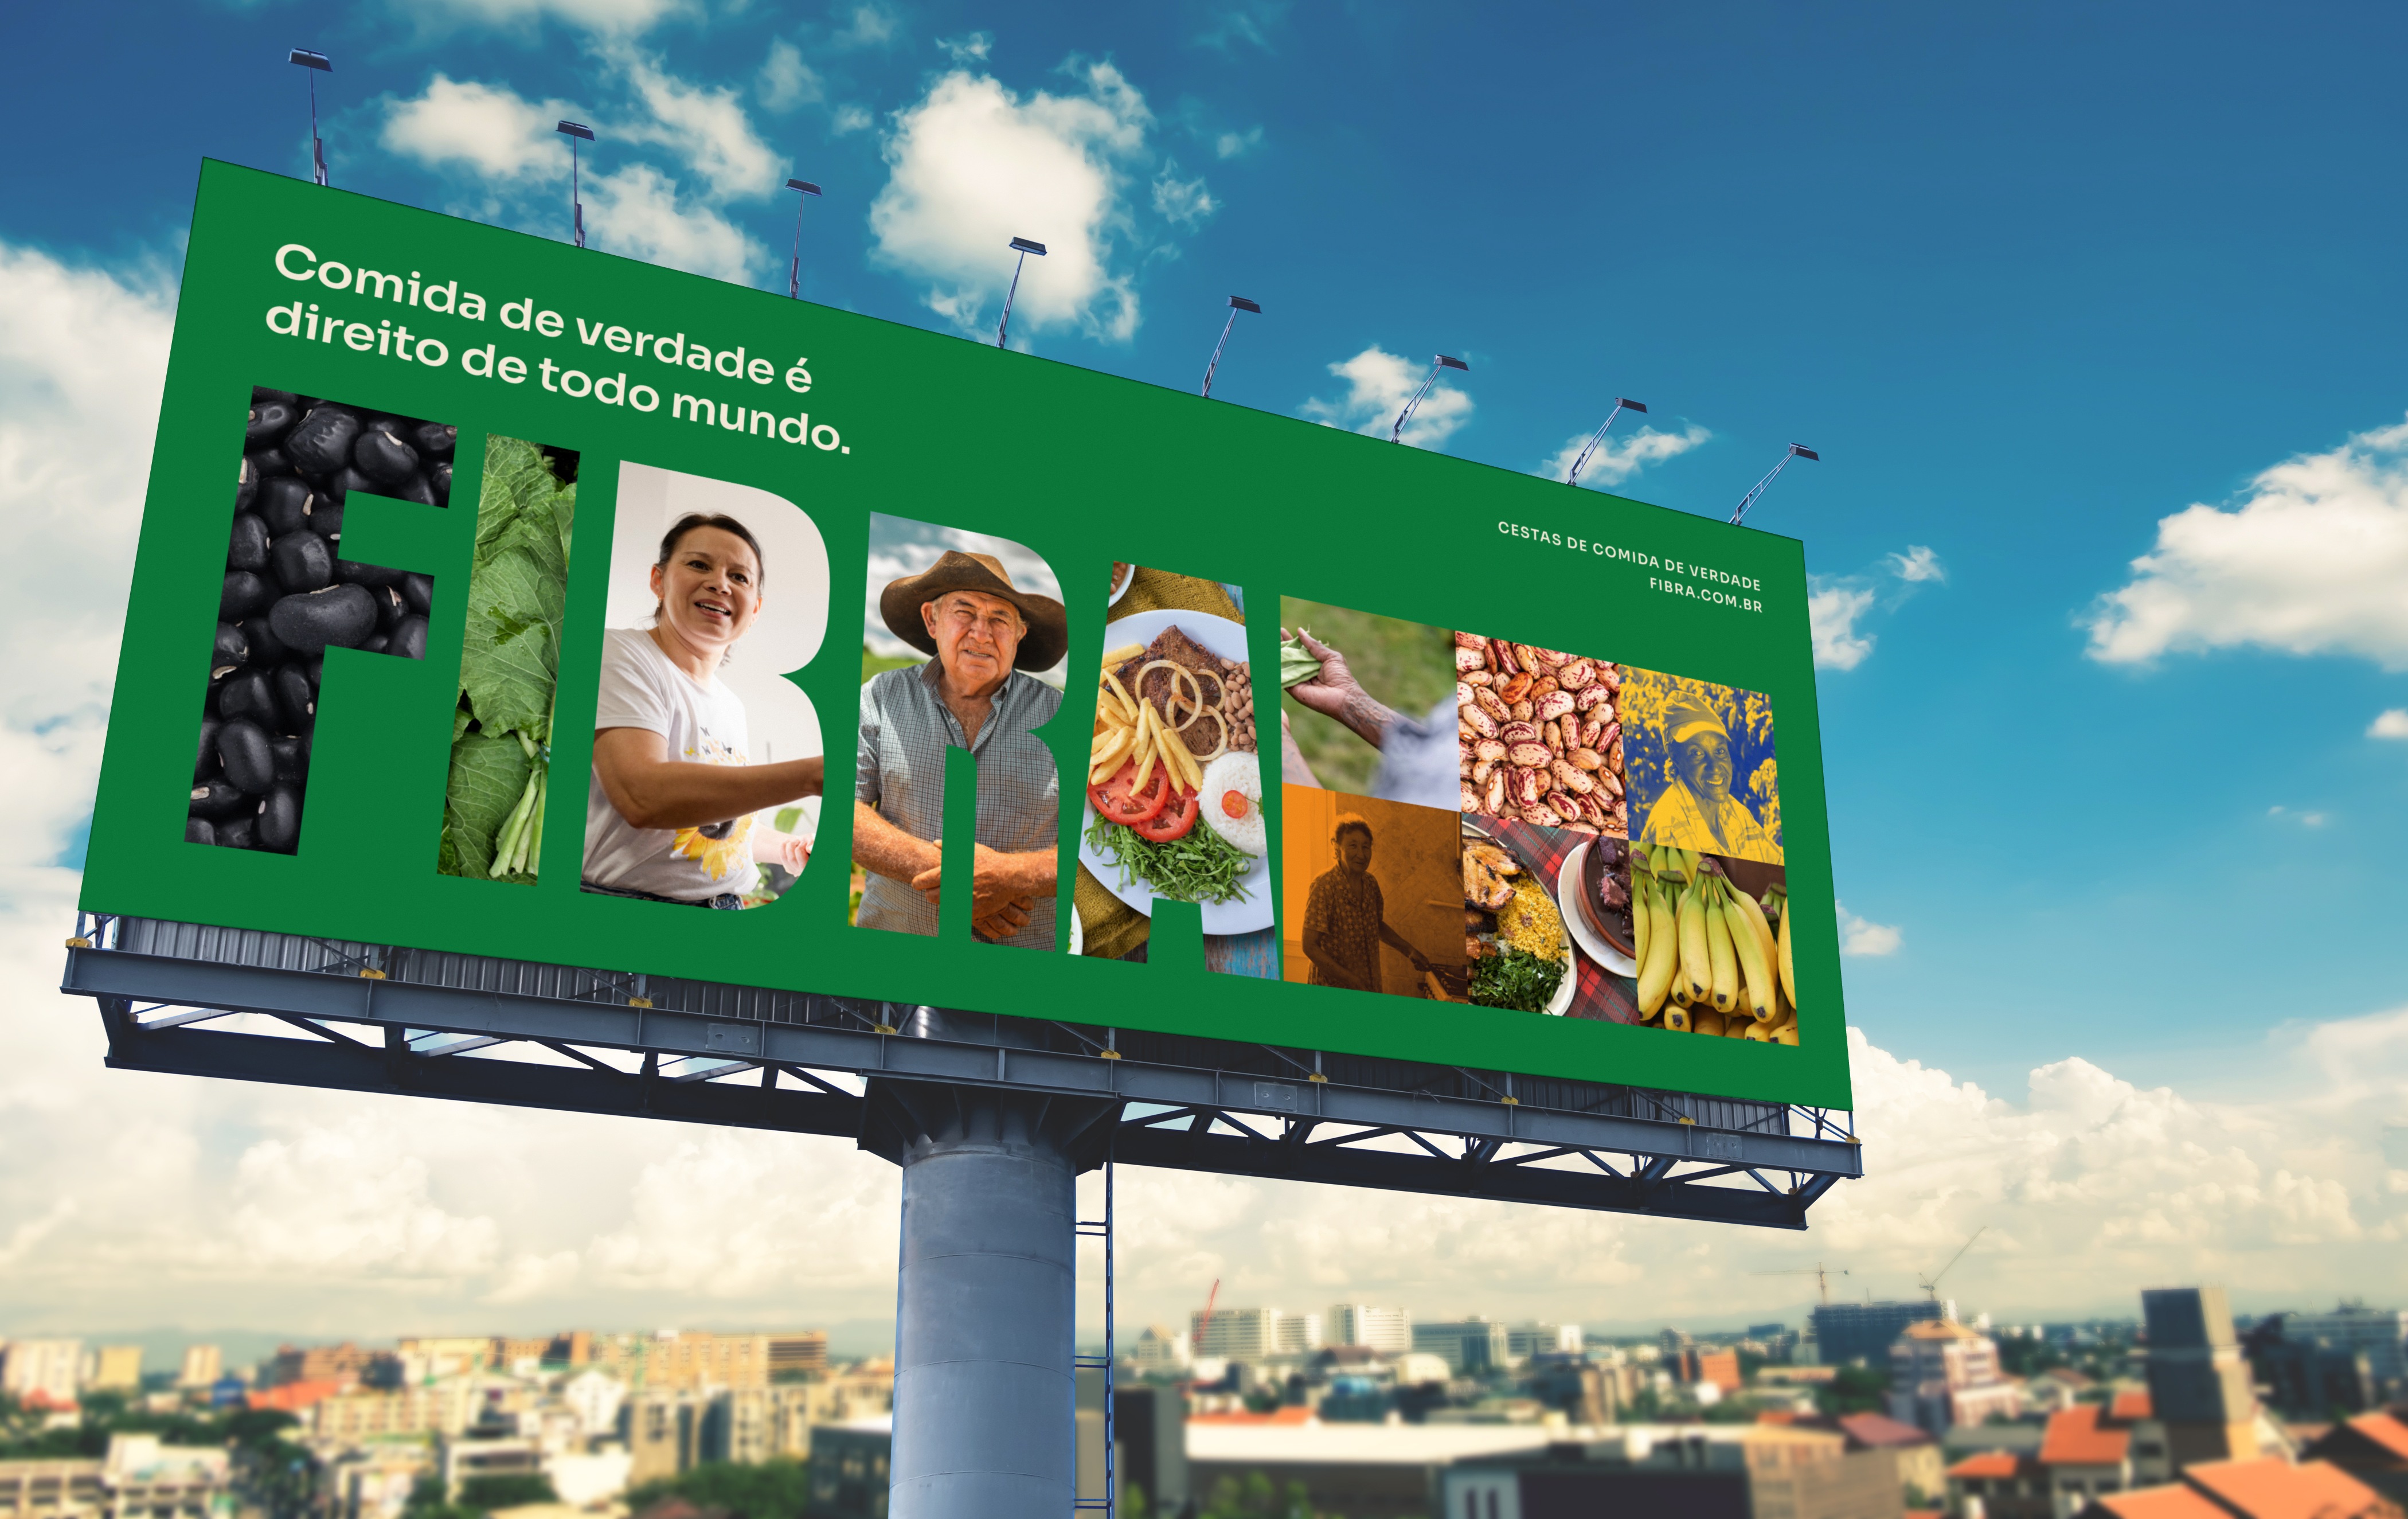 Comida de verdade é
direito de todo mundo.
FIBRA
CESTAS DE COMIDA DE VERDADE
FIBRA.COM.BR